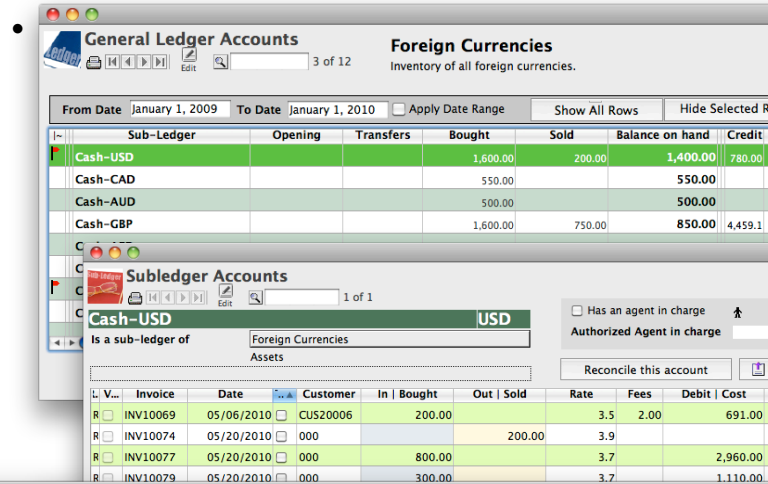 General Ledger Accounts
Foreign Currencies
Ledger
Edit
3 of 12
Inventory of all foreign currencies.
From Date January 1, 2009 To Date January 1, 2010 Apply Date Range Show All Rows Hide Selected R
|~ Sub-Ledger Opening Transfers Bought Sold Balance on hand Credit
Cash-USD 1,600.00 200.00 1,400.00 780.00
Cash-CAD 550.00 550.00
Cash-AUD 500.00 500.00
Cash-GBP 1,600.00 750.00 850.00 4,459.1
C
C
C
C
Subledger Accounts
Sub Ledger
Edit
1 of 1
Cash-USD USD
Has an agent in charge
Is a sub-ledger of Foreign Currencies
Authorized Agent in charge
Assets
Reconcile this account
V... Invoice Date Customer In | Bought Out | Sold Rate Fees Debit | Cost
R INV10069 05/06/2010 CUS20006 200.00 3.5 2.00 691.00
R INV10074 05/20/2010 000 200.00 3.9
R INV10077 05/20/2010 000 800.00 3.7 2,960.00
R INV10079 05/20/2010 000 300.00 3.7 1,110.00